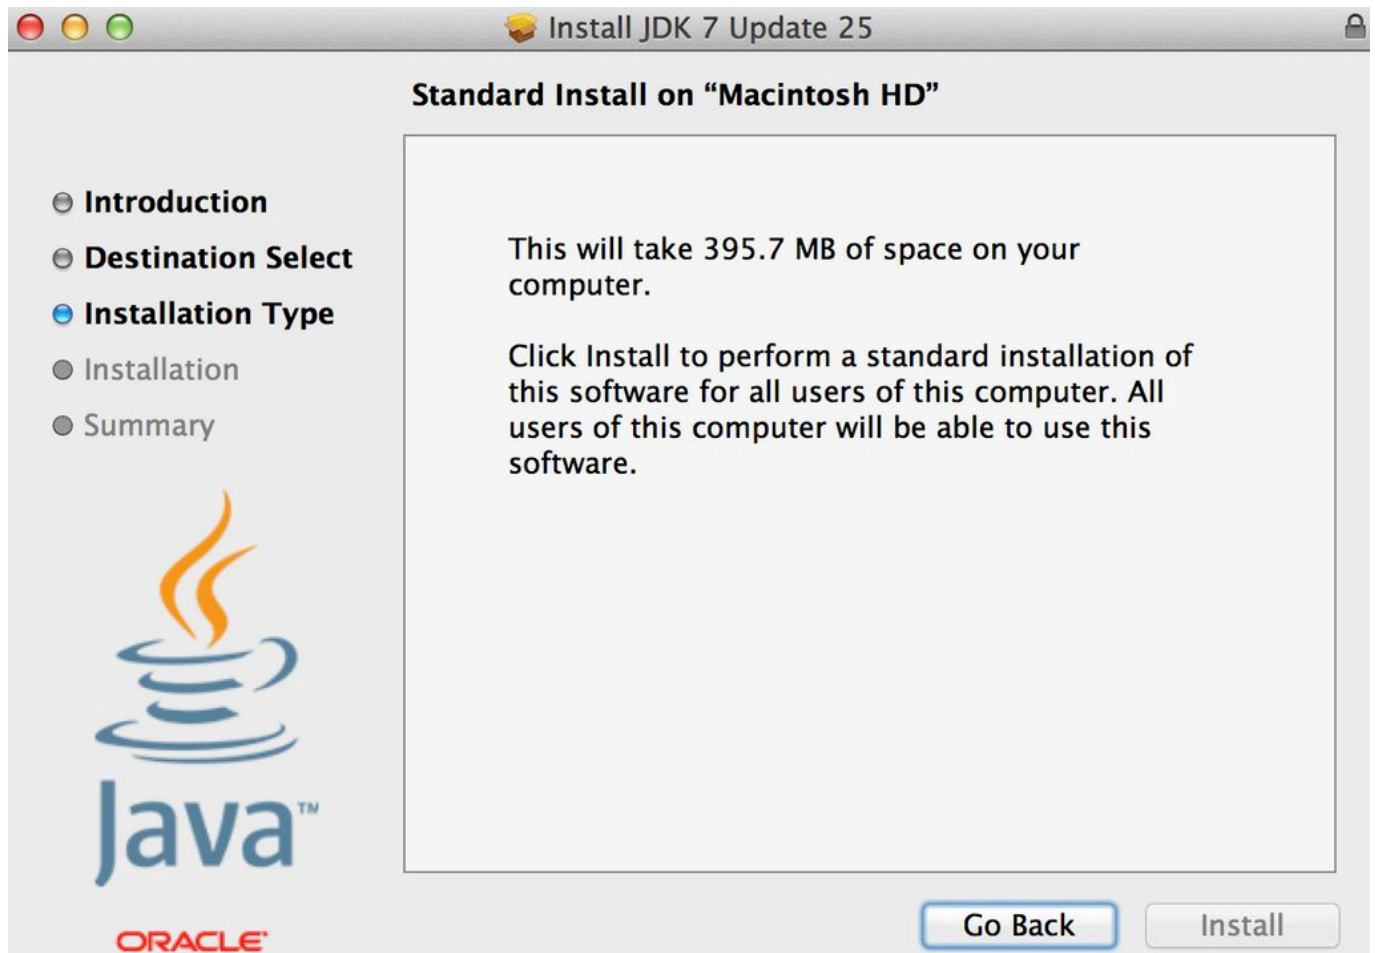 Install JDK 7 Update 25
Standard Install on “Macintosh HD”
Introduction
Destination Select
Installation Type
Installation
Summary
This will take 395.7 MB of space on your
computer.
Click Install to perform a standard installation of
this software for all users of this computer. All
users of this computer will be able to use this
software.
Java™
ORACLE®
Go Back
Install